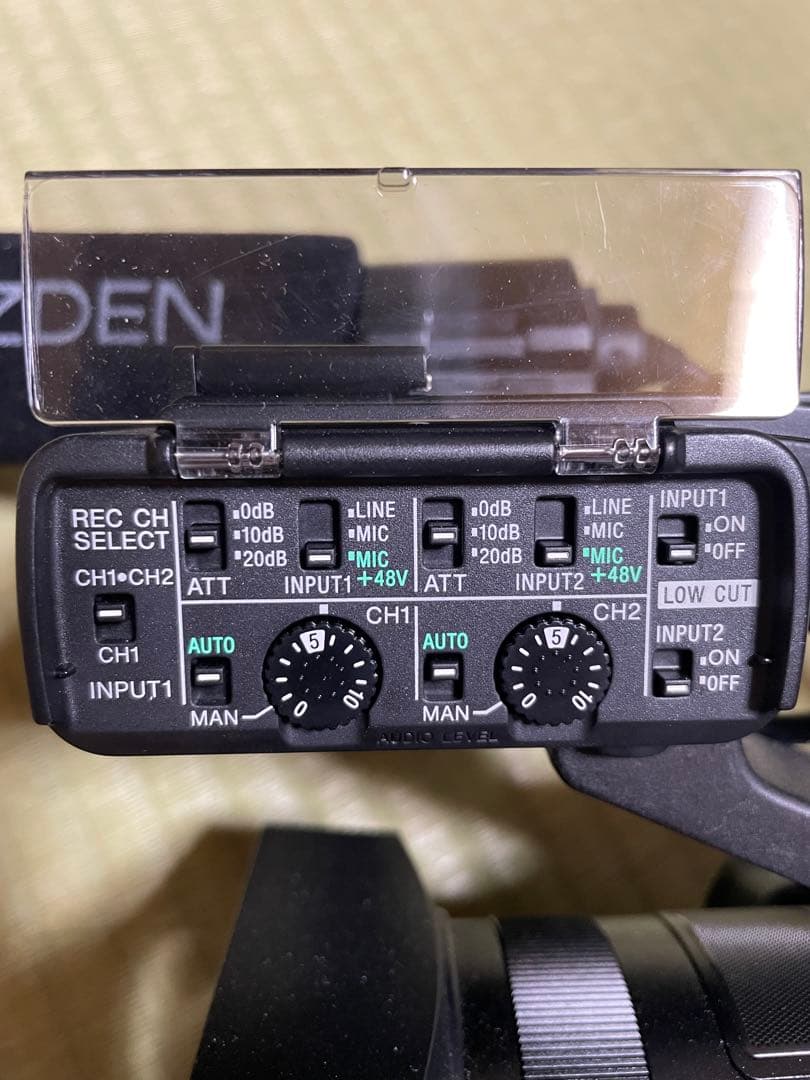 ZDEN
REC CH
SELECT
CH1•CH2
CH1
INPUT1
0dB
10dB
20dB
ATT
LINE
MIC
MIC
+48V
INPUT1
0dB
10dB
20dB
ATT
LINE
MIC
MIC
+48V
INPUT2
INPUT1
ON
OFF
LOW CUT
INPUT2
ON
OFF
AUTO
MAN
CH1
5
0
10
AUTO
MAN
CH2
5
0
10
AUDIO LEVEL